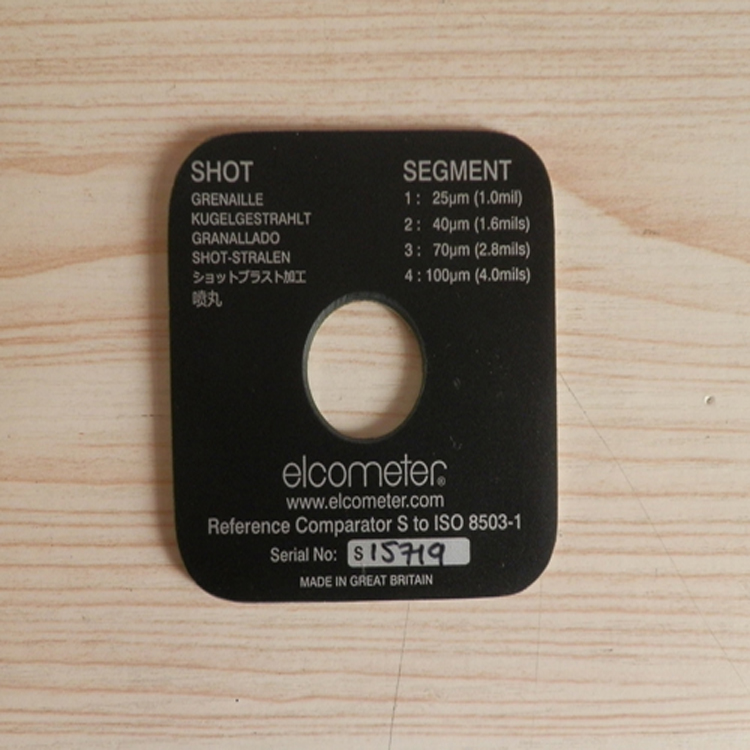 SHOT
GRENAILLE
KUGELGESTRAHLT
GRANALLADO
SHOT-STRALEN
ショットブラスト加工
喷丸
SEGMENT
1 : 25µm (1.0mil)
2 : 40µm (1.6mils)
3 : 70µm (2.8mils)
4 : 100µm (4.0mils)
elcometer®
www.elcometer.com
Reference Comparator S to ISO 8503-1
Serial No: S 15719
MADE IN GREAT BRITAIN